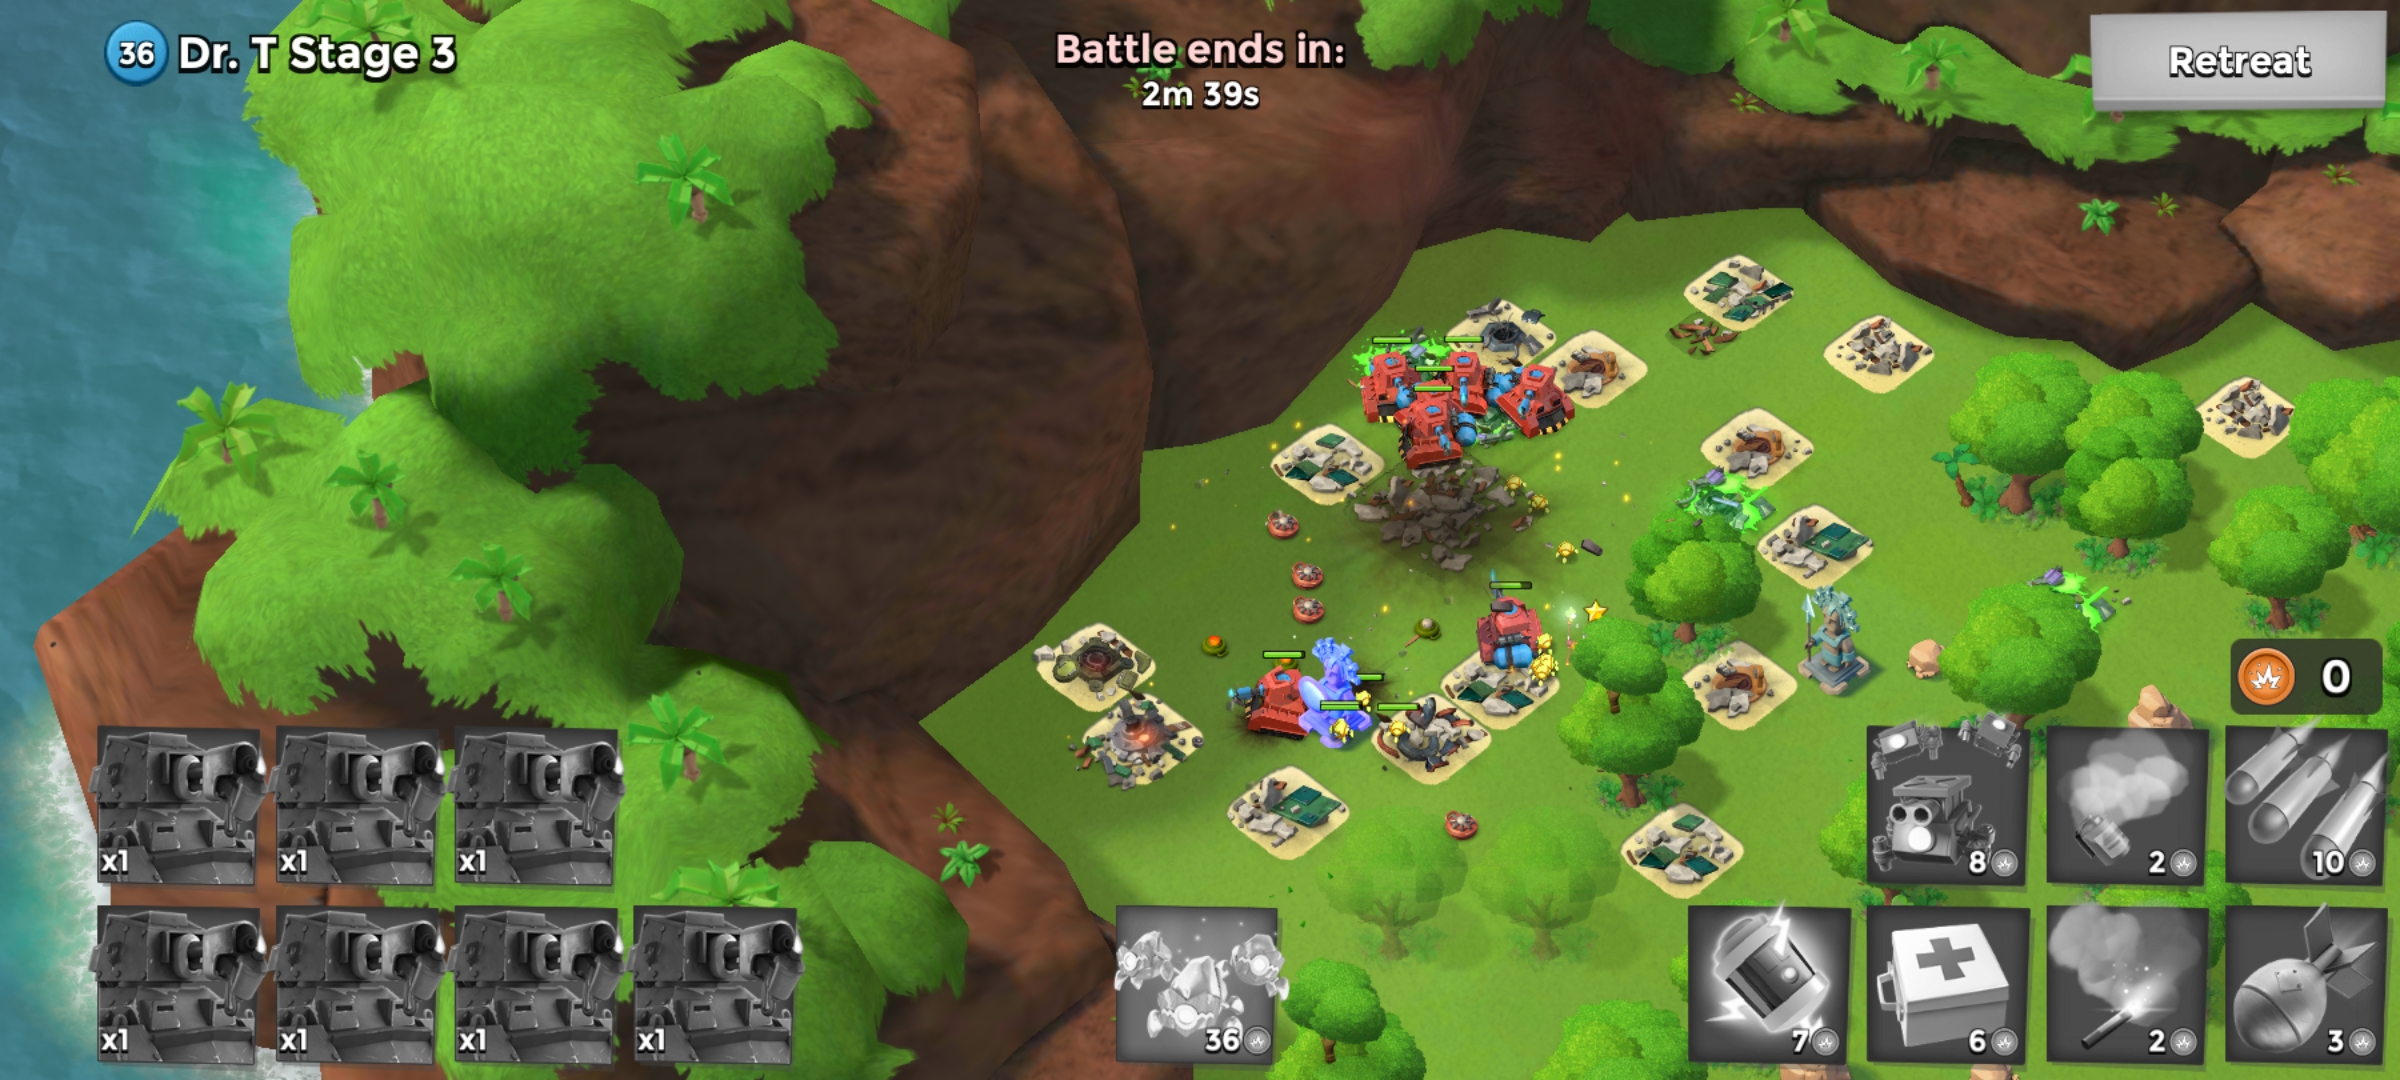 36 Dr. T Stage 3
Battle ends in:
2m 39s
Retreat
0
x1 x1 x1
8 2 10
x1 x1 x1 x1
36 7 6 2 3